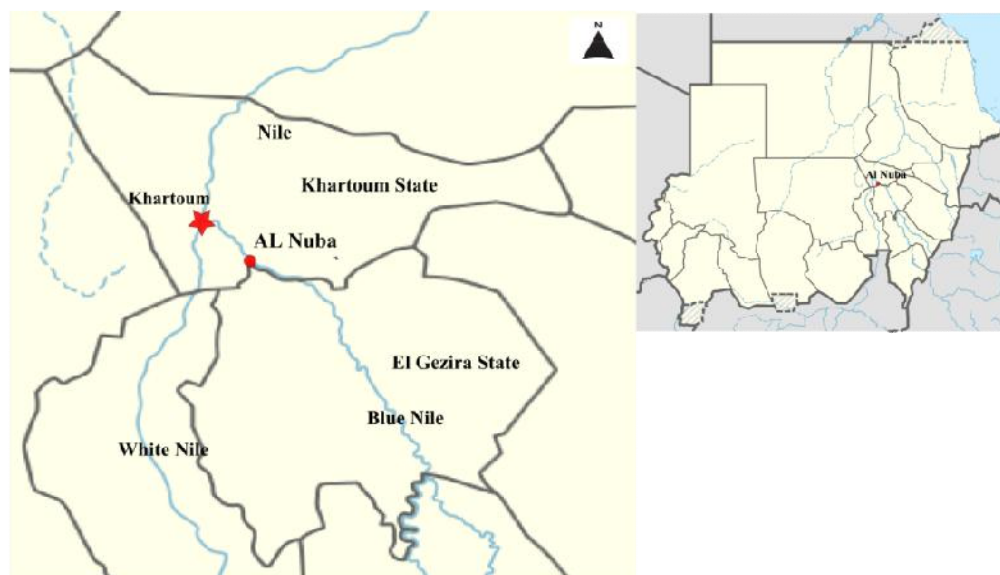 N
Nile
Khartoum State
Khartoum
AL Nuba
El Gezira State
Blue Nile
White Nile
Al Nuba